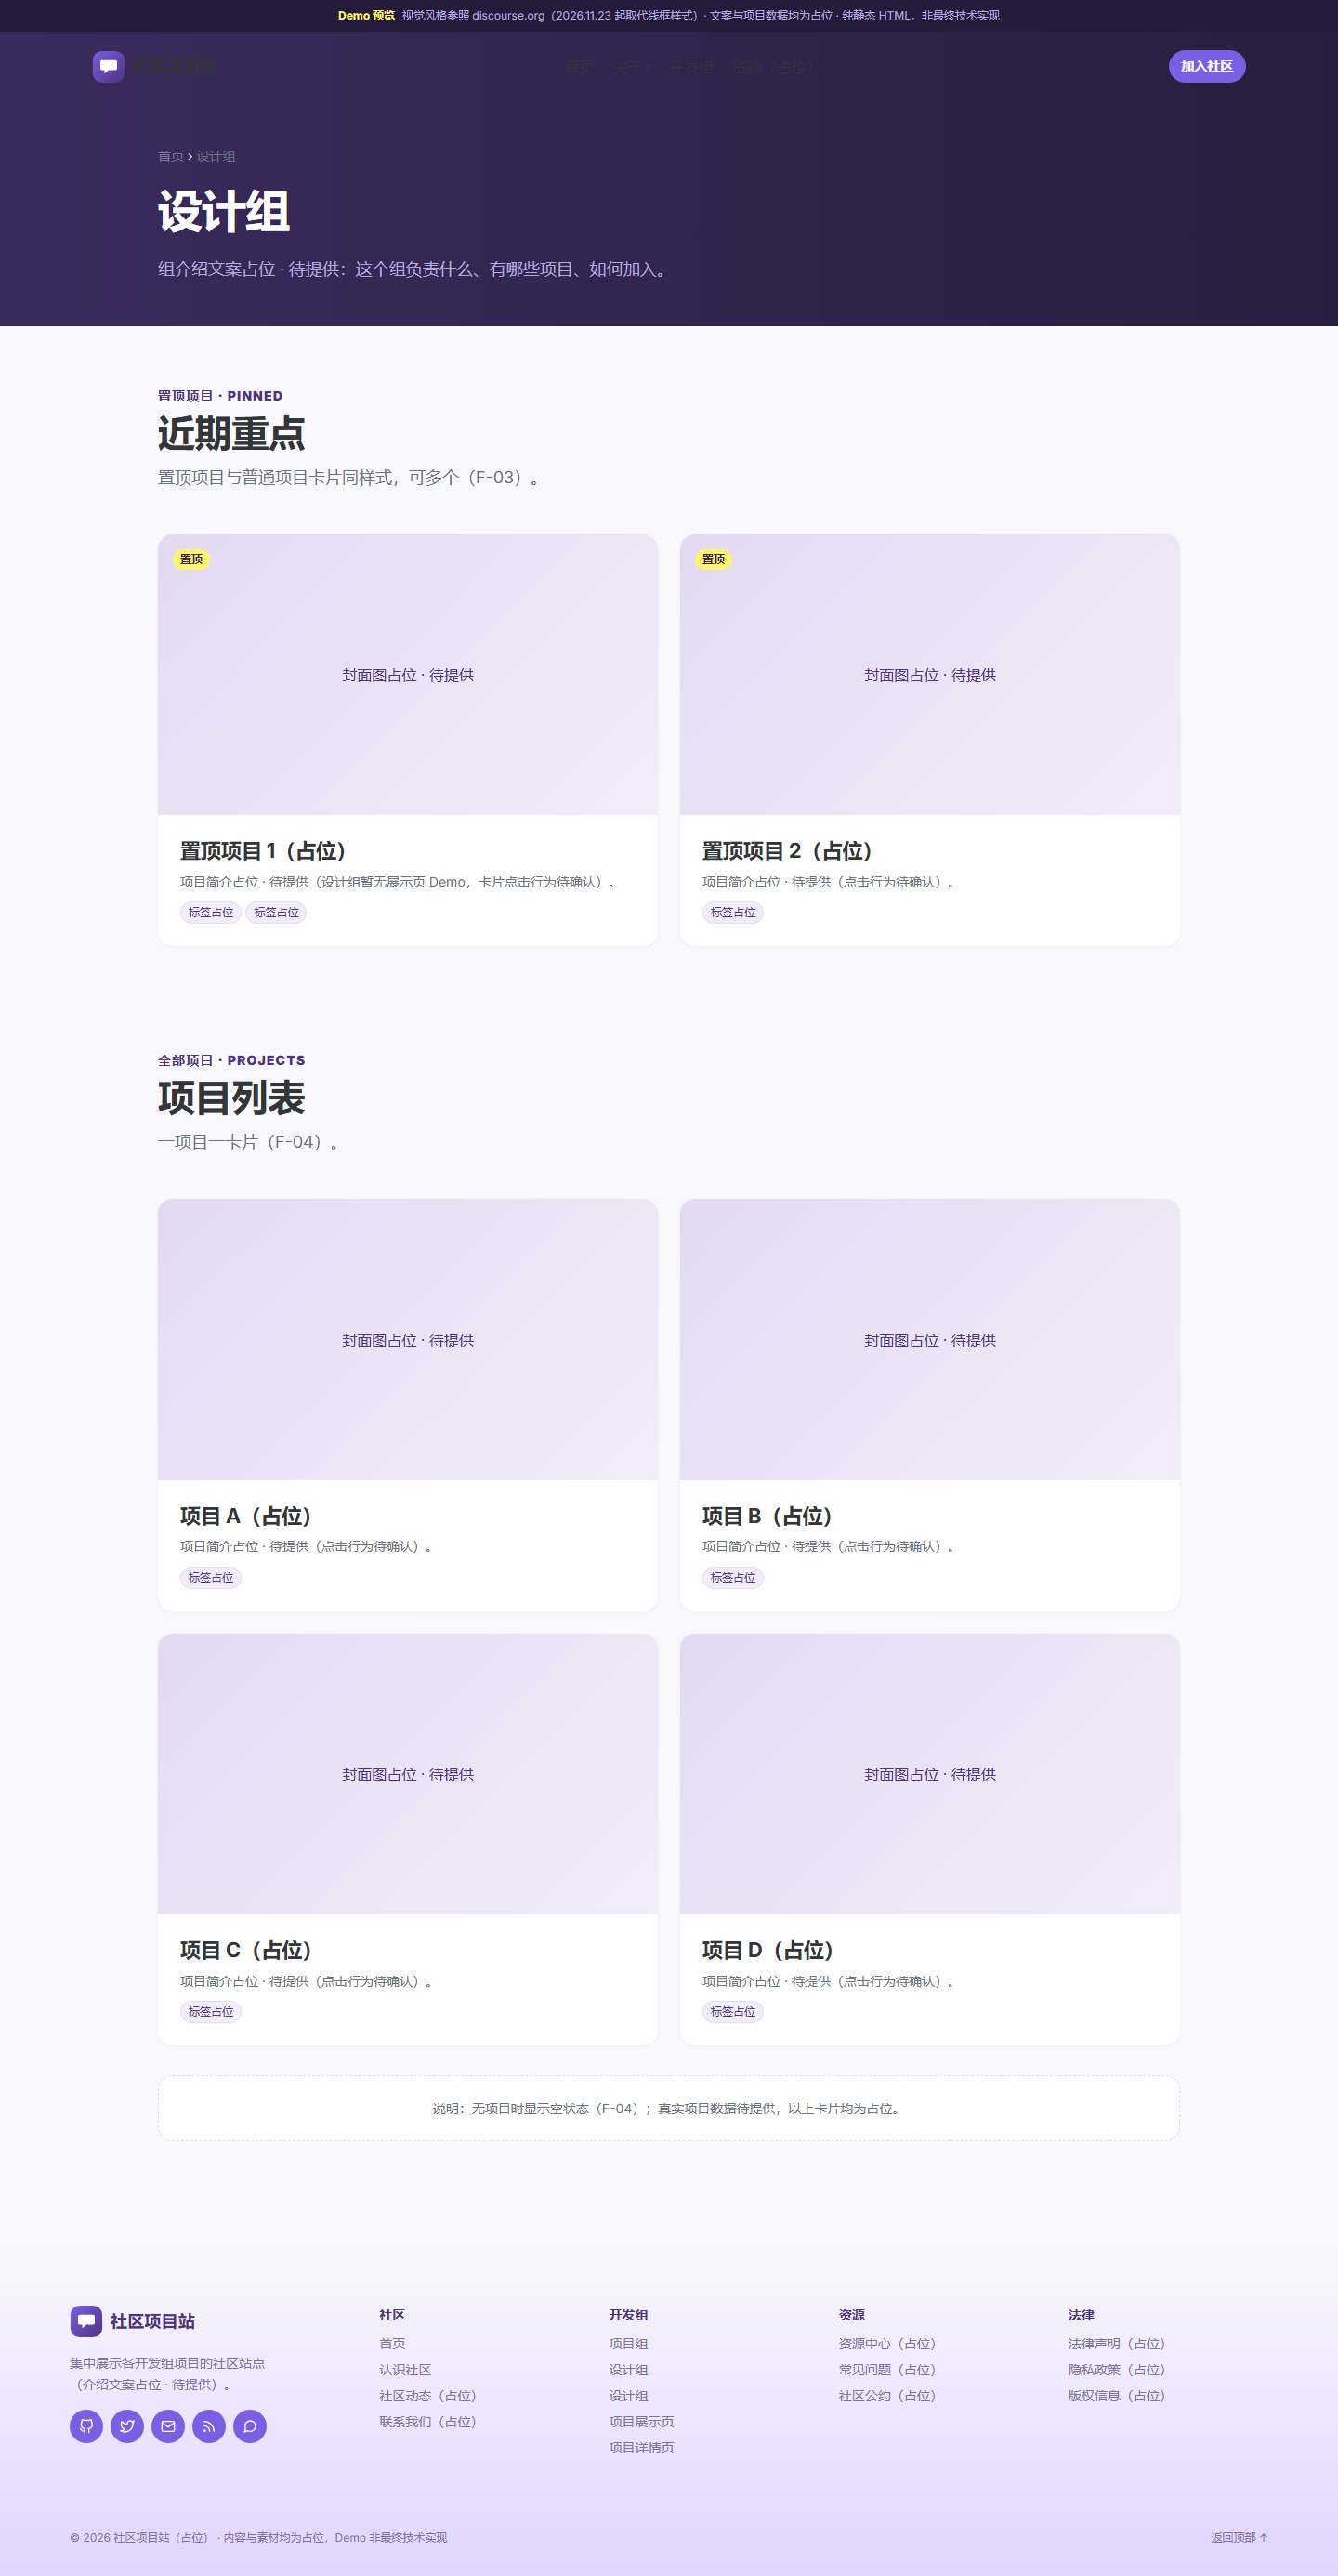 Demo 预览 视觉风格参照 discourse.org（2026.11.23 起取代线框样式）· 文案与项目数据均为占位 · 纯静态 HTML，非最终技术实现
社区项目站
首页 关于 开发组 资源（占位）
加入社区
首页 › 设计组
设计组
组介绍文案占位 · 待提供：这个组负责什么、有哪些项目、如何加入。
置顶项目 · PINNED
近期重点
置顶项目与普通项目卡片同样式，可多个（F-03）。
置顶
置顶
封面图占位 · 待提供
封面图占位 · 待提供
置顶项目 1（占位）
项目简介占位 · 待提供（设计组暂无展示页 Demo，卡片点击行为待确认）。
标签占位 标签占位
置顶项目 2（占位）
项目简介占位 · 待提供（点击行为待确认）。
标签占位
全部项目 · PROJECTS
项目列表
一项目一卡片（F-04）。
封面图占位 · 待提供
封面图占位 · 待提供
项目 A（占位）
项目简介占位 · 待提供（点击行为待确认）。
标签占位
项目 B（占位）
项目简介占位 · 待提供（点击行为待确认）。
标签占位
封面图占位 · 待提供
封面图占位 · 待提供
项目 C（占位）
项目简介占位 · 待提供（点击行为待确认）。
标签占位
项目 D（占位）
项目简介占位 · 待提供（点击行为待确认）。
标签占位
说明：无项目时显示空状态（F-04）；真实项目数据待提供，以上卡片均为占位。
社区项目站
集中展示各开发组项目的社区站点
（介绍文案占位 · 待提供）。
社区
首页
认识社区
社区动态（占位）
联系我们（占位）
开发组
项目组
设计组
设计组
项目展示页
项目详情页
资源
资源中心（占位）
常见问题（占位）
社区公约（占位）
法律
法律声明（占位）
隐私政策（占位）
版权信息（占位）
© 2026 社区项目站（占位） · 内容与素材均为占位，Demo 非最终技术实现
返回顶部 ↑